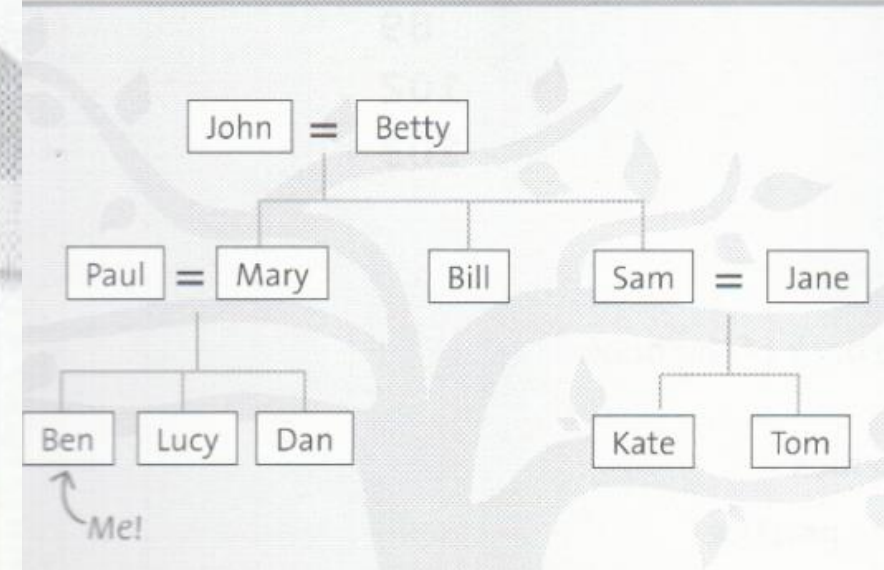 John = Betty
Paul = Mary Bill Sam = Jane
Ben Lucy Dan Kate Tom
Me!